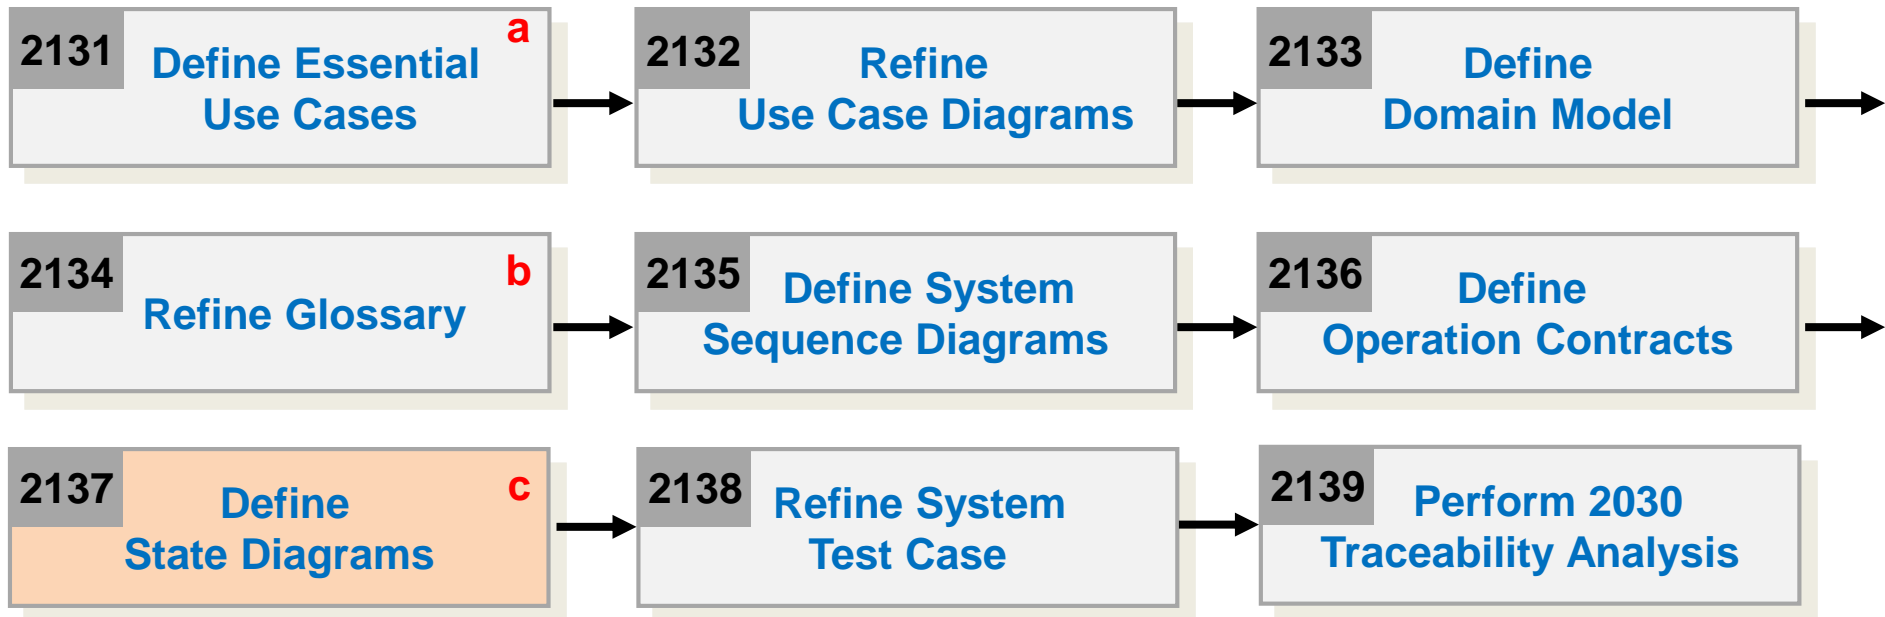 2131
a
Define Essential
Use Cases
2132
Refine
Use Case Diagrams
2133
Define
Domain Model
2134
b
Refine Glossary
2135
Define System
Sequence Diagrams
2136
Define
Operation Contracts
2137
c
Define
State Diagrams
2138
Refine System
Test Case
2139
Perform 2030
Traceability Analysis